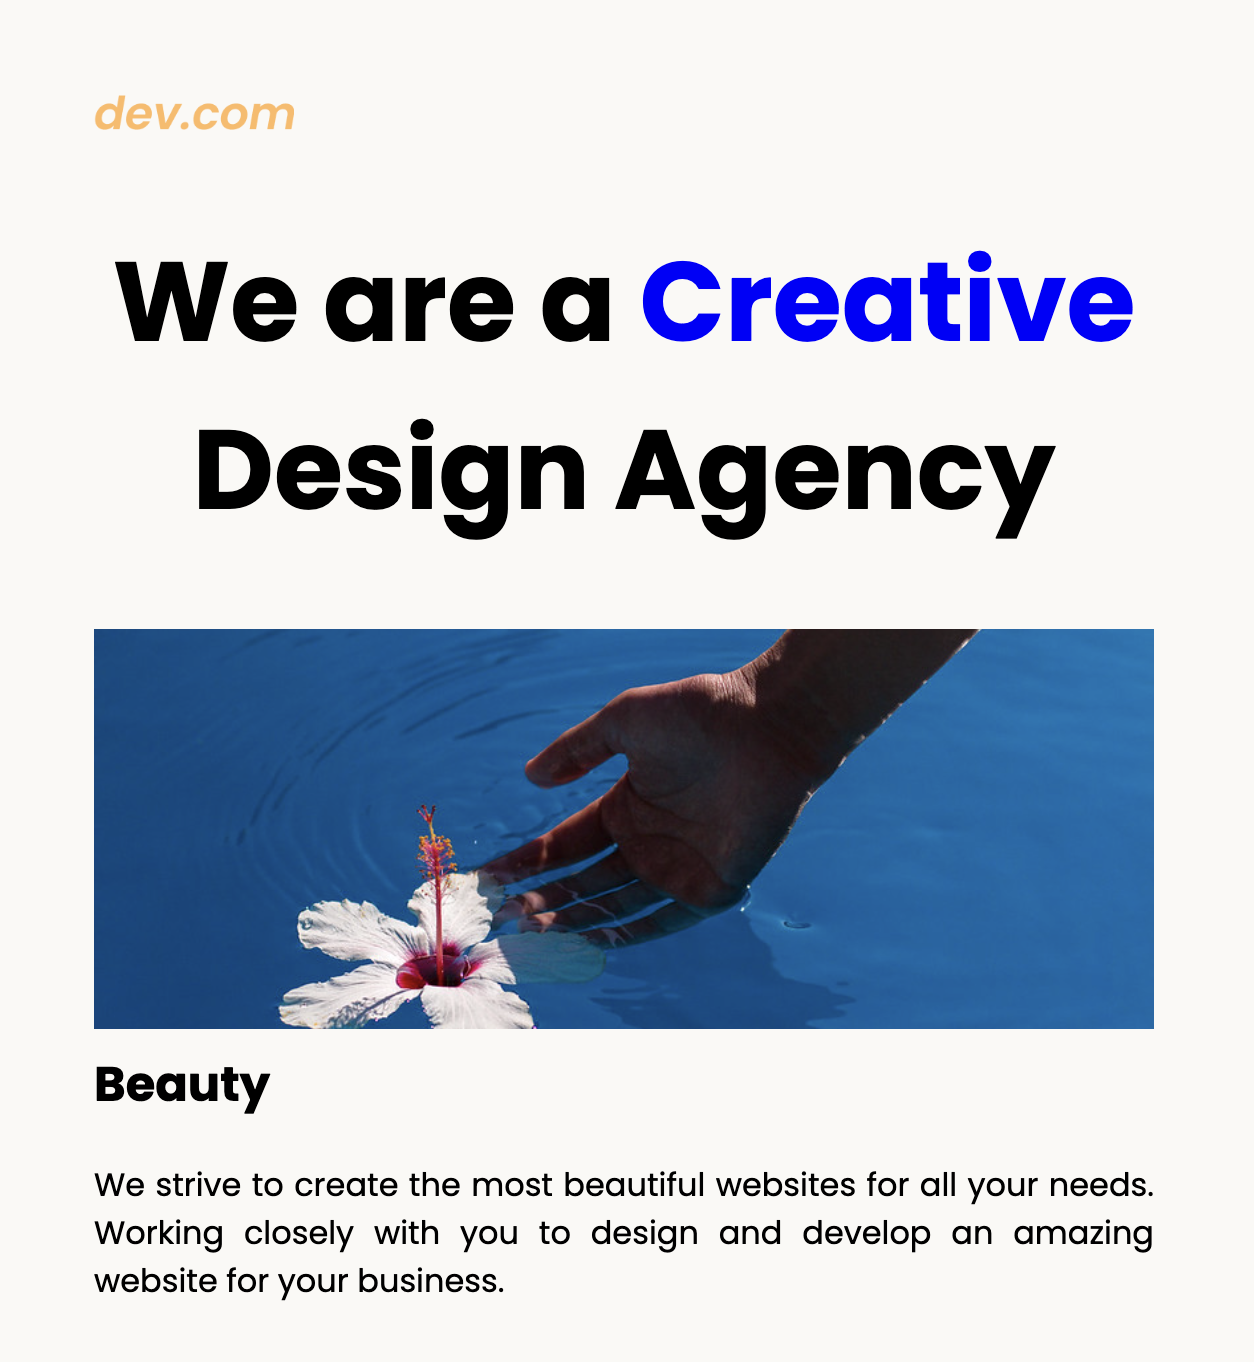 dev.com
We are a Creative
Design Agency
Beauty
We strive to create the most beautiful websites for all your needs.
Working closely with you to design and develop an amazing
website for your business.